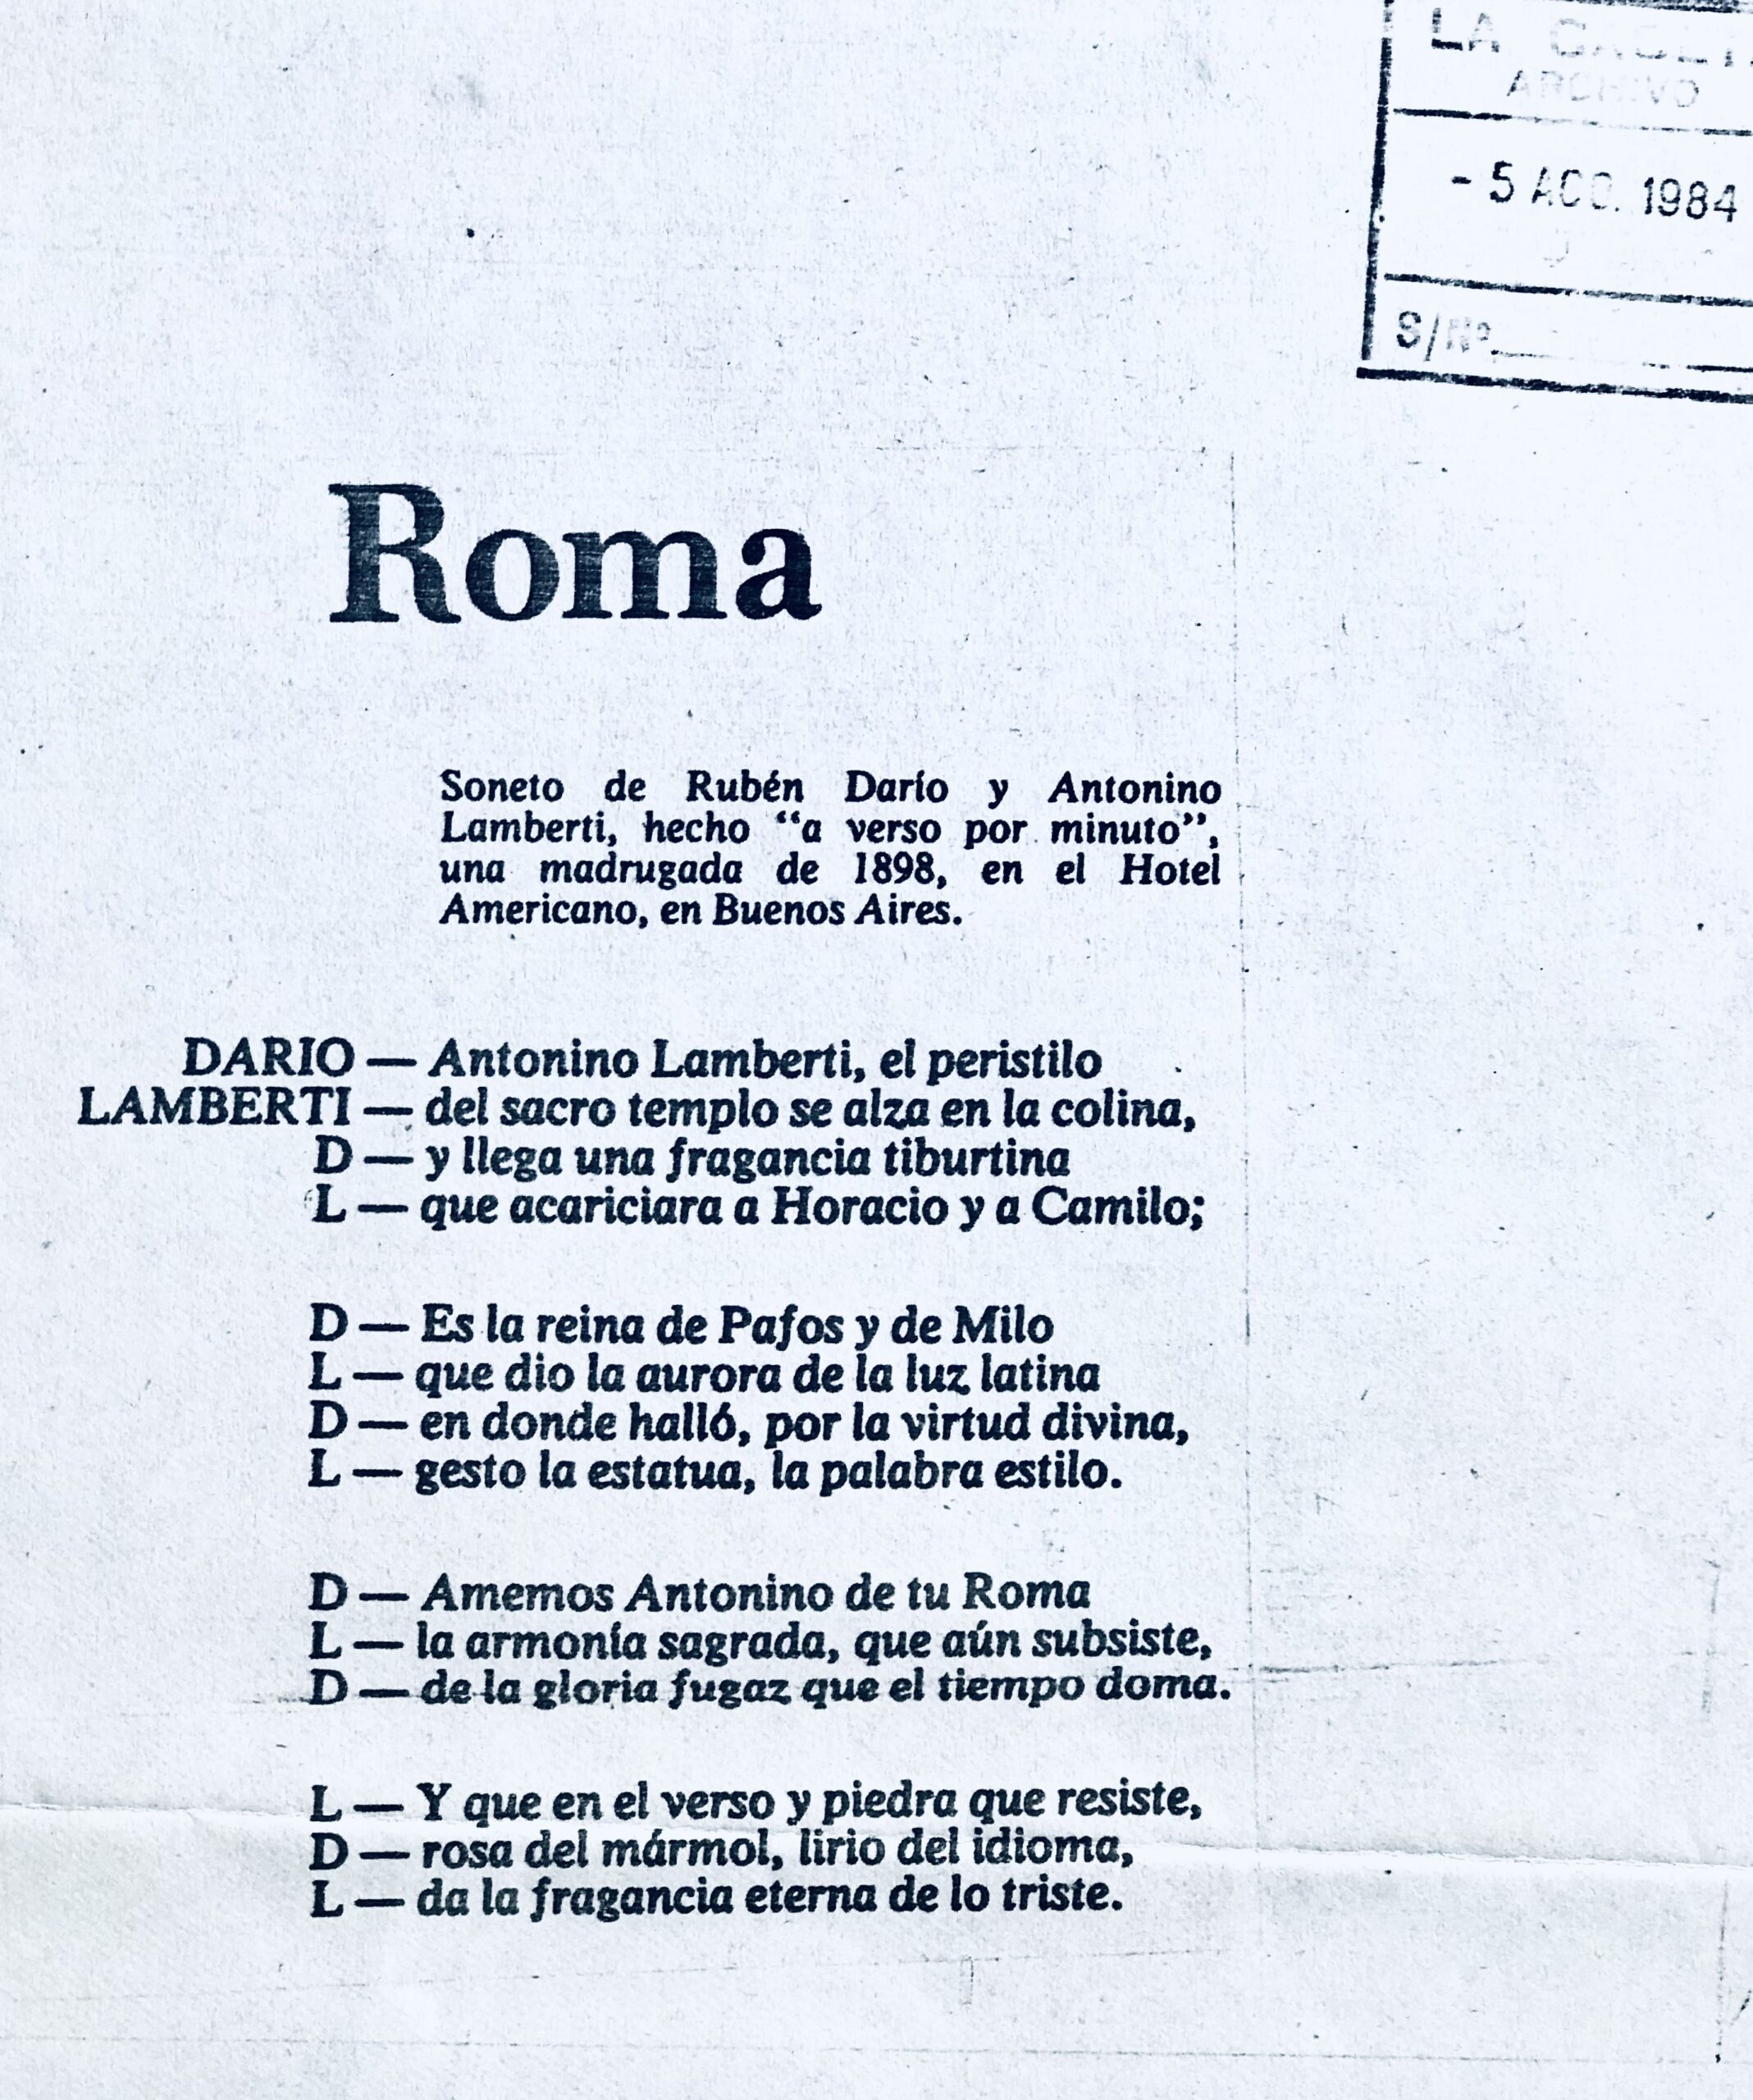 LA
ARCHIVO
- 5 AGO. 1984
S/Nº
Roma
Soneto de Rubén Darío y Antonino
Lamberti, hecho “a verso por minuto”,
una madrugada de 1898, en el Hotel
Americano, en Buenos Aires.
DARIO — Antonino Lamberti, el peristilo
LAMBERTI — del sacro templo se alza en la colina,
D — y llega una fragancia tiburtina
L — que acariciara a Horacio y a Camilo;
D — Es la reina de Pafos y de Milo
L — que dio la aurora de la luz latina
D — en donde halló, por la virtud divina,
L — gesto la estatua, la palabra estilo.
D — Amemos Antonino de tu Roma
L — la armonía sagrada, que aún subsiste,
D — de la gloria fugaz que el tiempo doma.
L — Y que en el verso y piedra que resiste,
D — rosa del mármol, lirio del idioma,
L — da la fragancia eterna de lo triste.